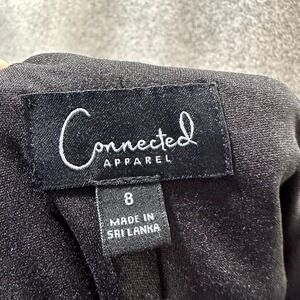 Connected
APPAREL
8
MADE IN
SRI LANKA